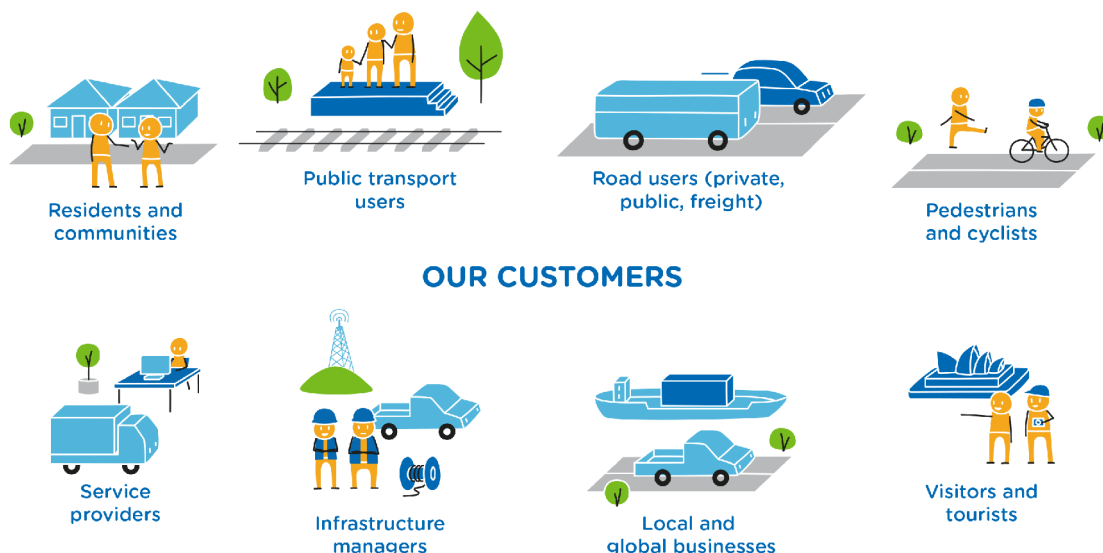 Residents and
communities
Public transport
users
Road users (private,
public, freight)
Pedestrians
and cyclists
OUR CUSTOMERS
Service
providers
Infrastructure
managers
Local and
global businesses
Visitors and
tourists